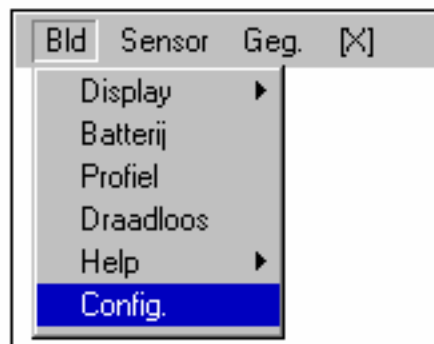 Bld Sensor Geg. [X]
Display
Batterij
Profiel
Draadloos
Help
Config.